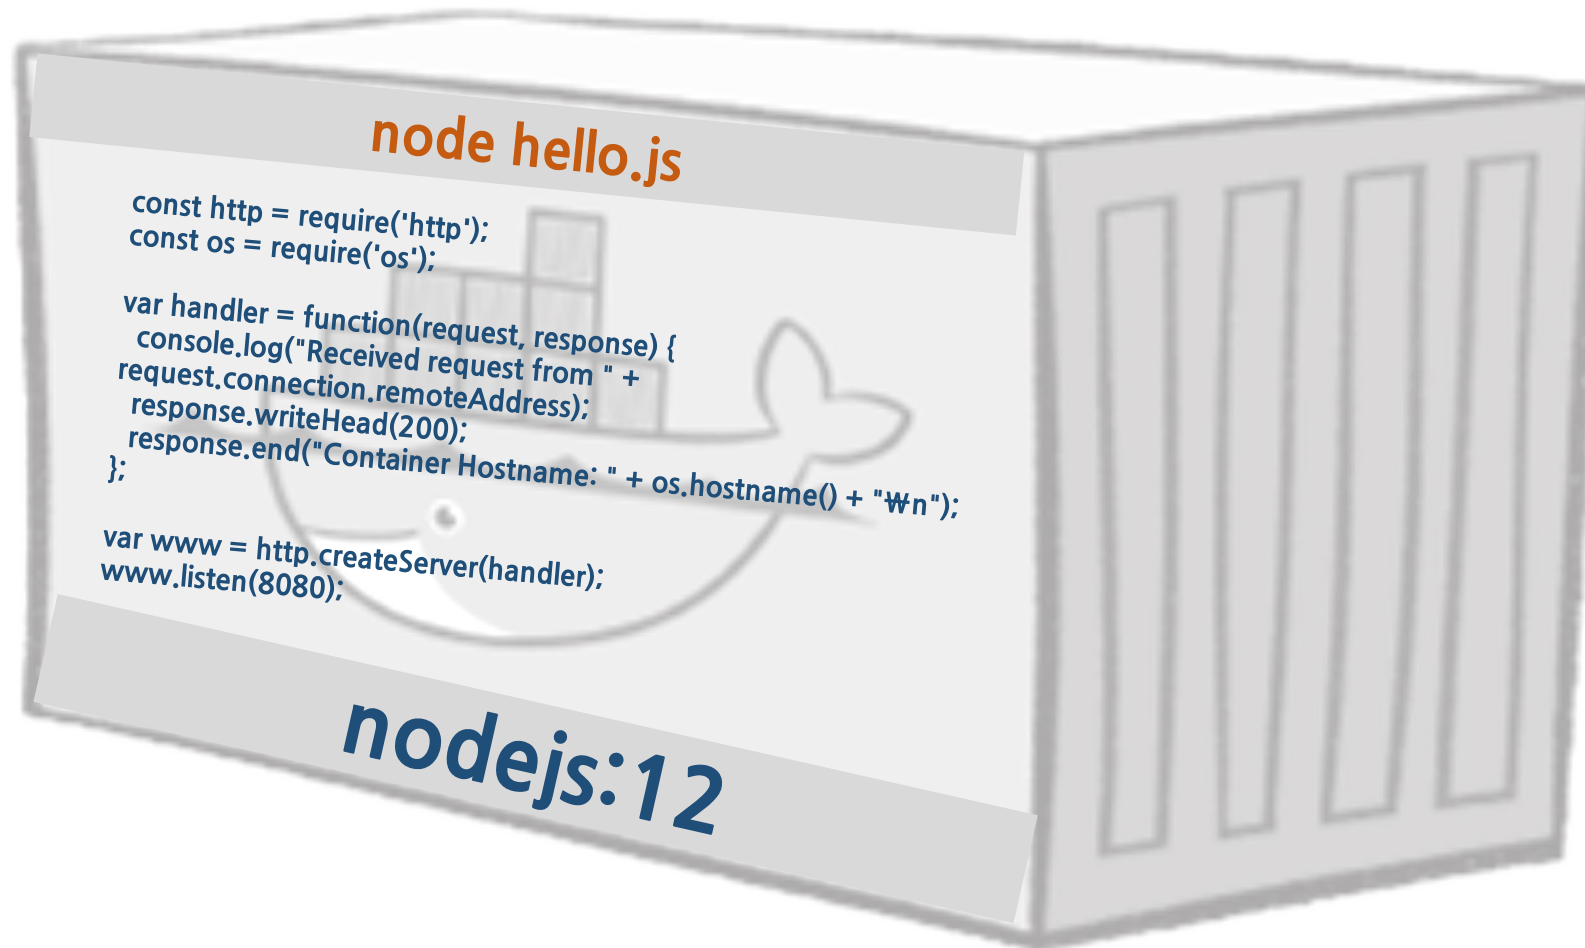 node hello.js
const http = require('http');
const os = require('os');
var handler = function(request, response) {
console.log("Received request from " +
request.connection.remoteAddress);
response.writeHead(200);
response.end("Container Hostname: " + os.hostname() + "₩n");
};
var www = http.createServer(handler);
www.listen(8080);
nodejs:12